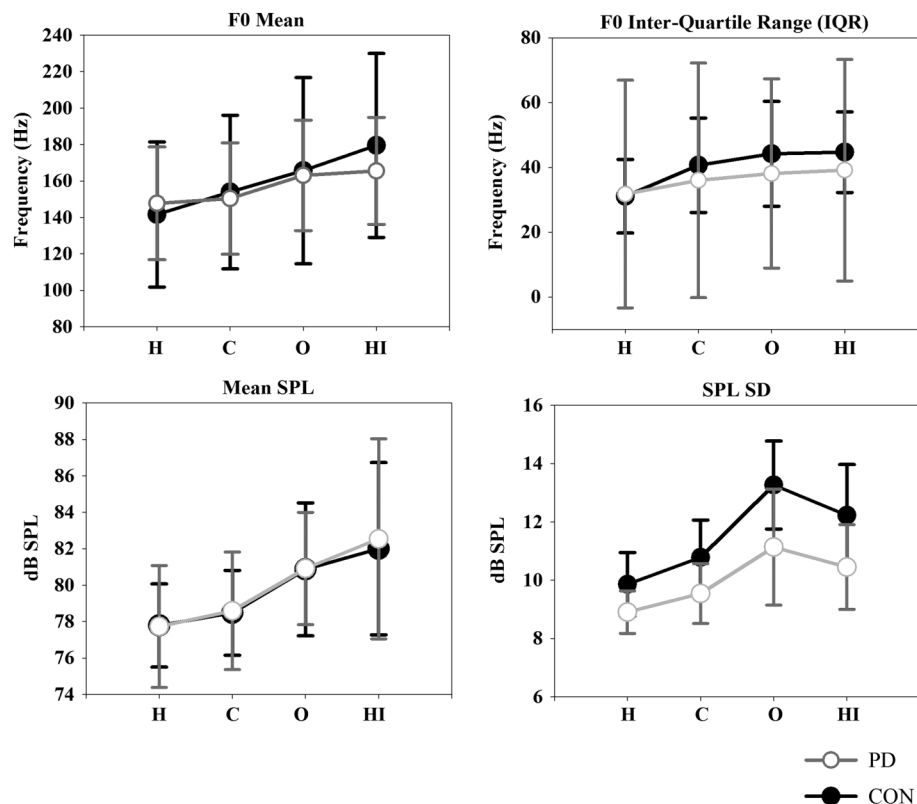 F0 Mean
240
220
200
180
160
140
120
100
80
Frequency (Hz)
H C O HI
F0 Inter-Quartile Range (IQR)
80
60
40
20
0
Frequency (Hz)
H C O HI
Mean SPL
90
88
86
84
82
80
78
76
74
dB SPL
H C O HI
SPL SD
16
14
12
10
8
6
dB SPL
H C O HI
PD
CON